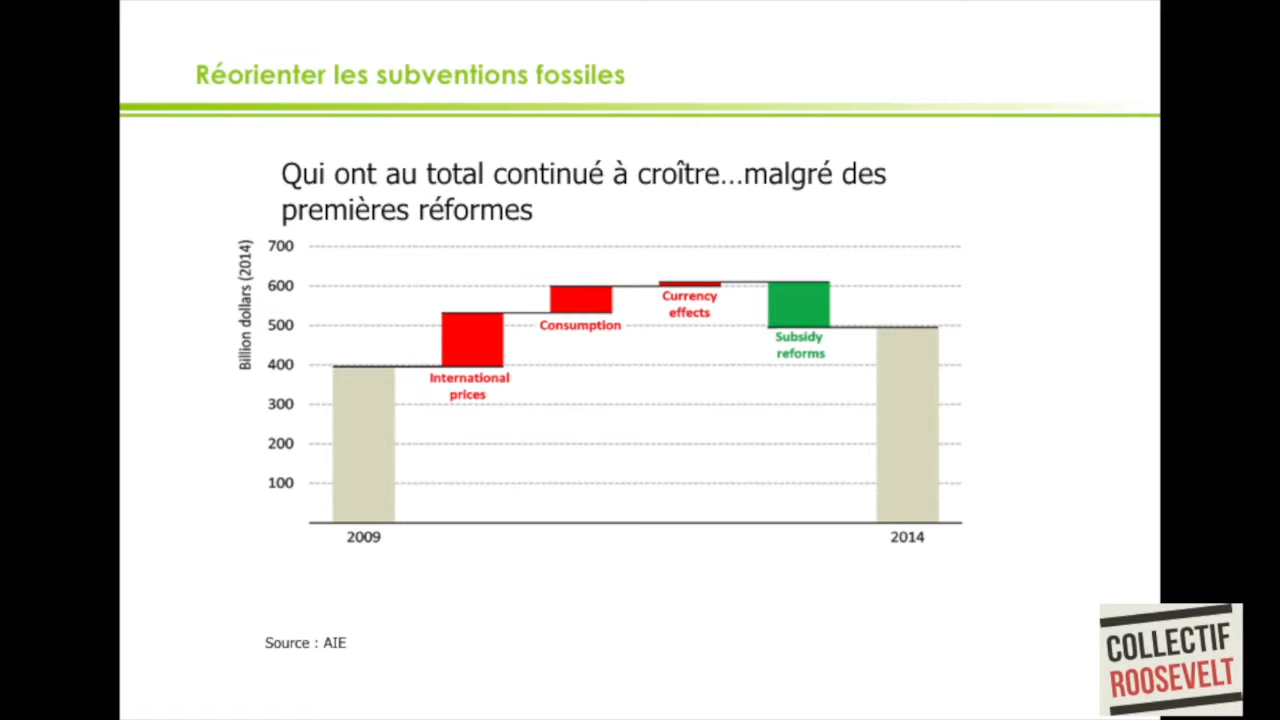 Réorienter les subventions fossiles
Qui ont au total continué à croître...malgré des
premières réformes
Billion dollars (2014)
700
600
500
400
300
200
100
International
prices
Consumption
Currency
effects
Subsidy
reforms
2009
2014
Source : AIE
COLLECTIF
ROOSEVELT